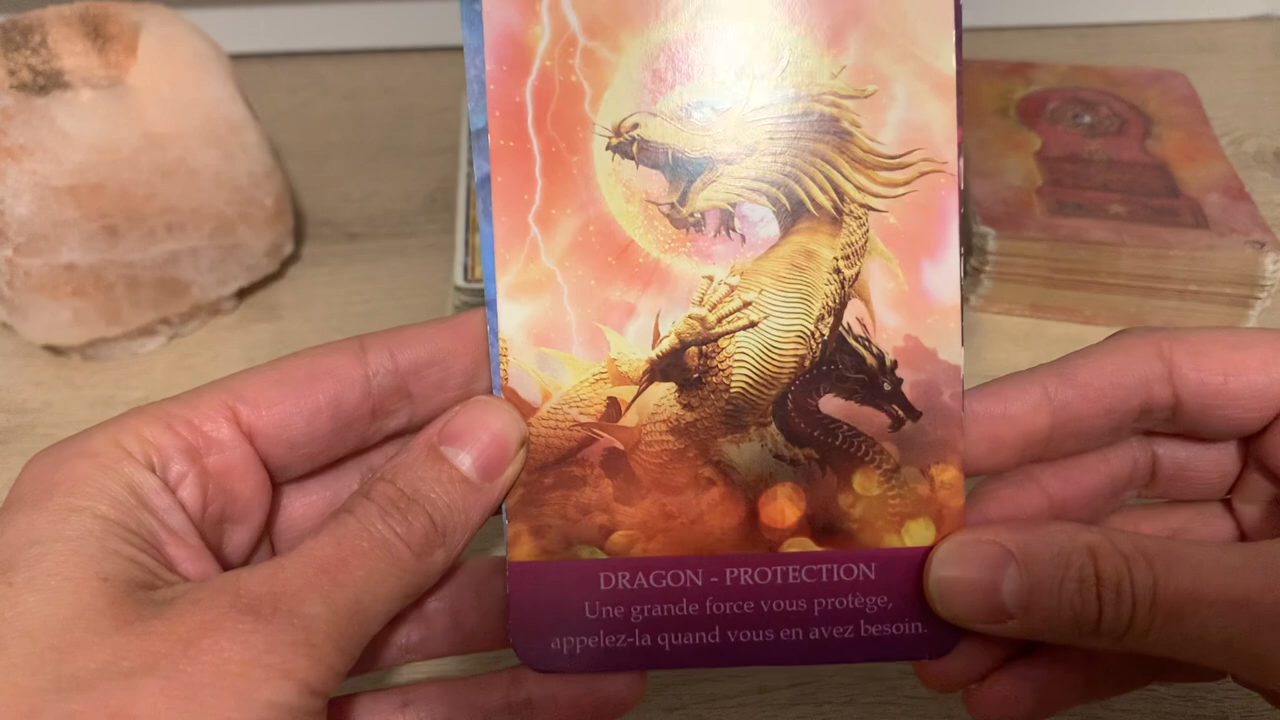 DRAGON - PROTECTION
Une grande force vous protège,
appelez-la quand vous en avez besoin.